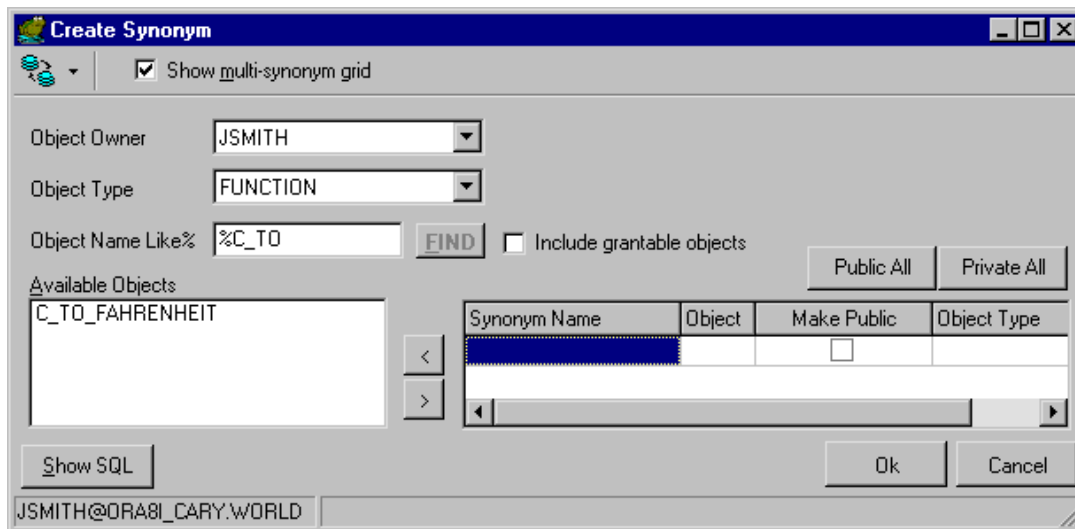 Create Synonym
Show multi-synonym grid
Object Owner JSMITH
Object Type FUNCTION
Object Name Like% %C_TO FIND Include grantable objects
Public All Private All
Available Objects
C_TO_FAHRENHEIT
Synonym Name Object Make Public Object Type
<
>
Show SQL Ok Cancel
JSMITH@ORA8I_CARY.WORLD